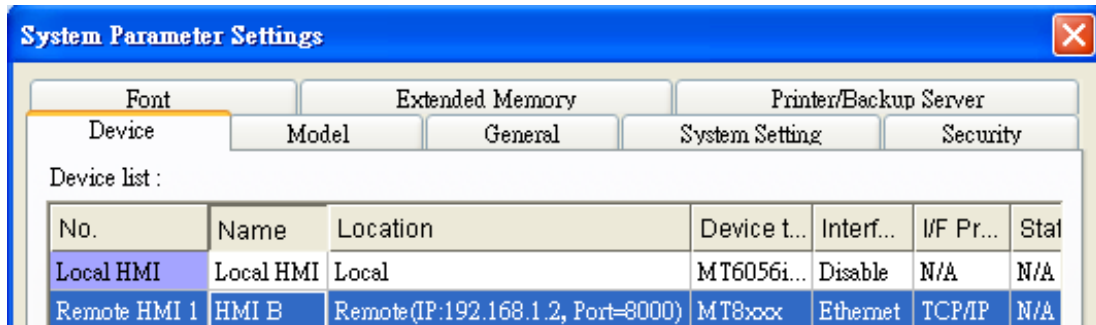 System Parameter Settings
Font Extended Memory Printer/Backup Server
Device Model General System Setting Security
Device list :
No. Name Location Device t... Interf... I/F Pr... Stat
Local HMI Local HMI Local MT6056i... Disable N/A N/A
Remote HMI 1 HMI B Remote(IP:192.168.1.2, Port=8000) MT8xxx Ethernet TCP/IP N/A